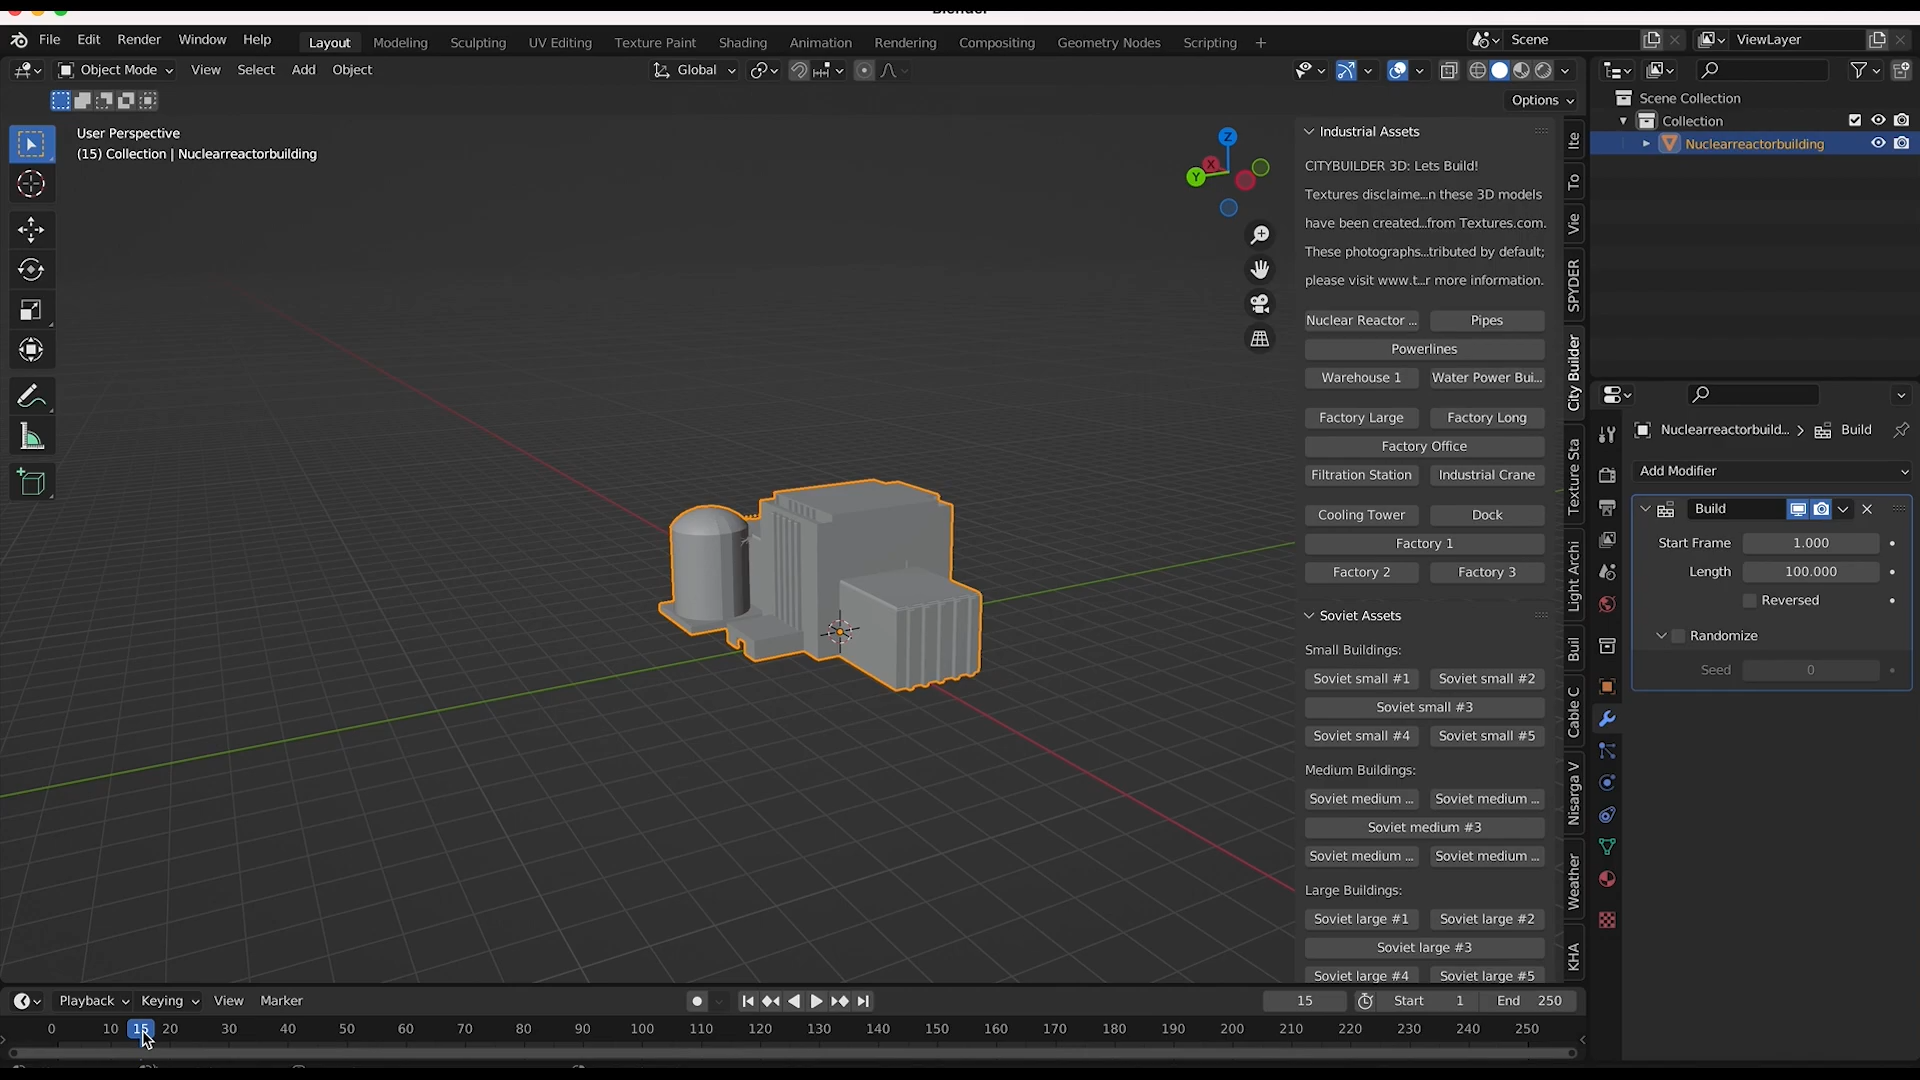 File Edit Render Window Help Layout Modeling Sculpting UV Editing Texture Paint Shading Animation Rendering Compositing Geometry Nodes Scripting + Scene ViewLayer
Object Mode View Select Add Object Global
Options
User Perspective
(15) Collection | Nuclearreactorbuilding
Z
X
Y
Industrial Assets
CITYBUILDER 3D: Lets Build!
Textures disclaime...n these 3D models
have been created...from Textures.com.
These photographs...tributed by default;
please visit www.t...r more information.
Nuclear Reactor ... Pipes
Powerlines
Warehouse 1 Water Power Bui...
Factory Large Factory Long
Factory Office
Filtration Station Industrial Crane
Cooling Tower Dock
Factory 1
Factory 2 Factory 3
Soviet Assets
Small Buildings:
Soviet small #1 Soviet small #2
Soviet small #3
Soviet small #4 Soviet small #5
Medium Buildings:
Soviet medium ... Soviet medium ...
Soviet medium #3
Soviet medium ... Soviet medium ...
Large Buildings:
Soviet large #1 Soviet large #2
Soviet large #3
Soviet large #4 Soviet large #5
Ite
To
Vie
SPYDER
City Builder
Texture Sta
Light Archi
Buil
Cable C
Nisarga V
Weather
KHA
Scene Collection
Collection
Nuclearreactorbuilding
Nuclearreactorbuild... > Build
Add Modifier
Build
Start Frame 1.000
Length 100.000
Reversed
Randomize
Seed 0
Playback Keying View Marker 15 Start 1 End 250
0 10 15 20 30 40 50 60 70 80 90 100 110 120 130 140 150 160 170 180 190 200 210 220 230 240 250